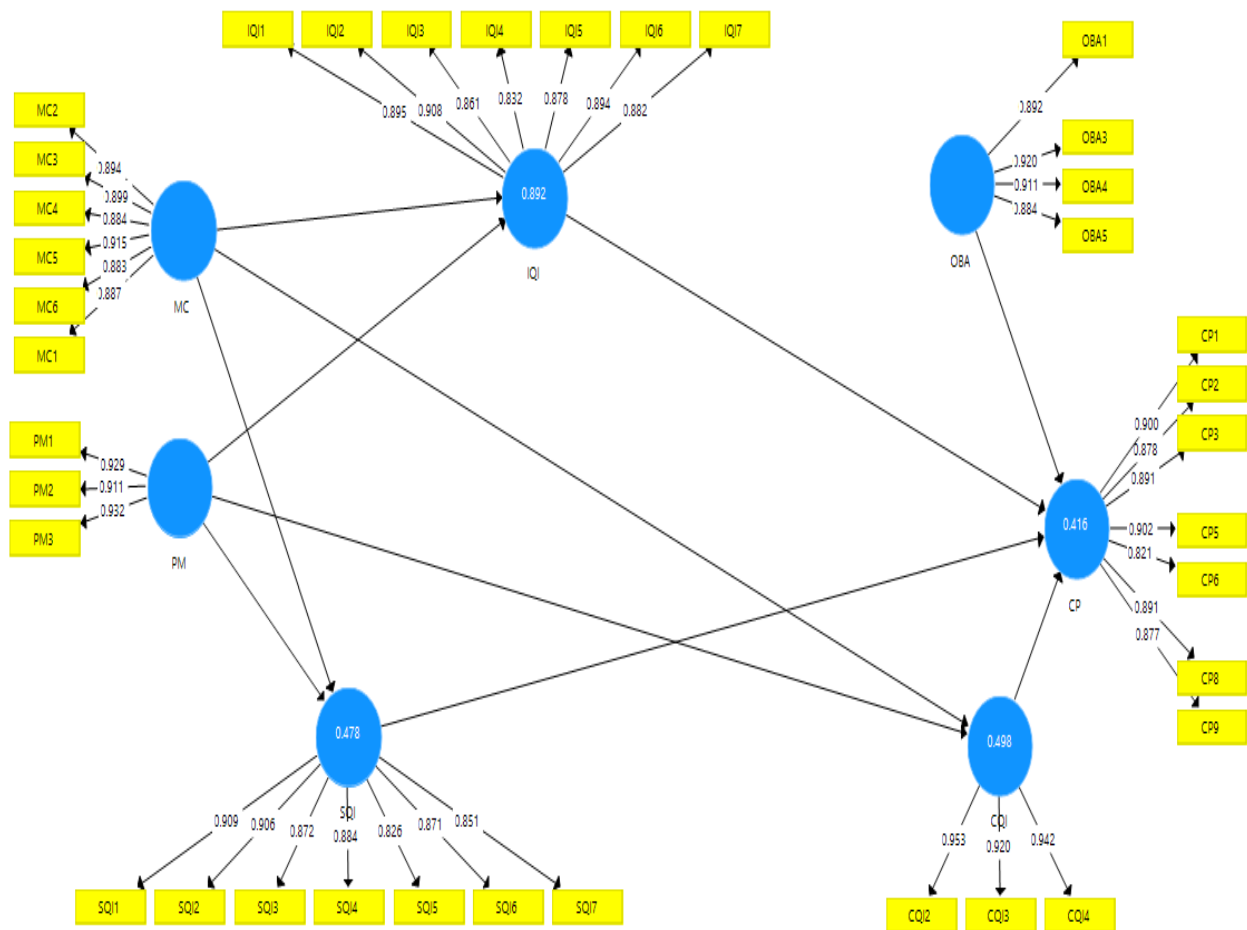 IQI1 IQI2 IQI3 IQI4 IQI5 IQI6 IQI7
0.895 0.908 0.861 0.832 0.878 0.894 0.882
0.892
IQI
MC2
MC3
MC4
MC5
MC6
MC1
0.894
0.899
0.884
0.915
0.883
0.887
MC
OBA1
OBA3
OBA4
OBA5
0.892
0.920
0.911
0.884
OBA
PM1
PM2
PM3
0.929
0.911
0.932
PM
CP1
CP2
CP3
CP5
CP6
CP8
CP9
0.900
0.878
0.891
0.902
0.821
0.891
0.877
0.416
CP
0.478
SQI
0.909 0.906 0.872 0.884 0.826 0.871 0.851
SQI1 SQI2 SQI3 SQI4 SQI5 SQI6 SQI7
0.498
CQI
0.953 0.920 0.942
CQI2 CQI3 CQI4